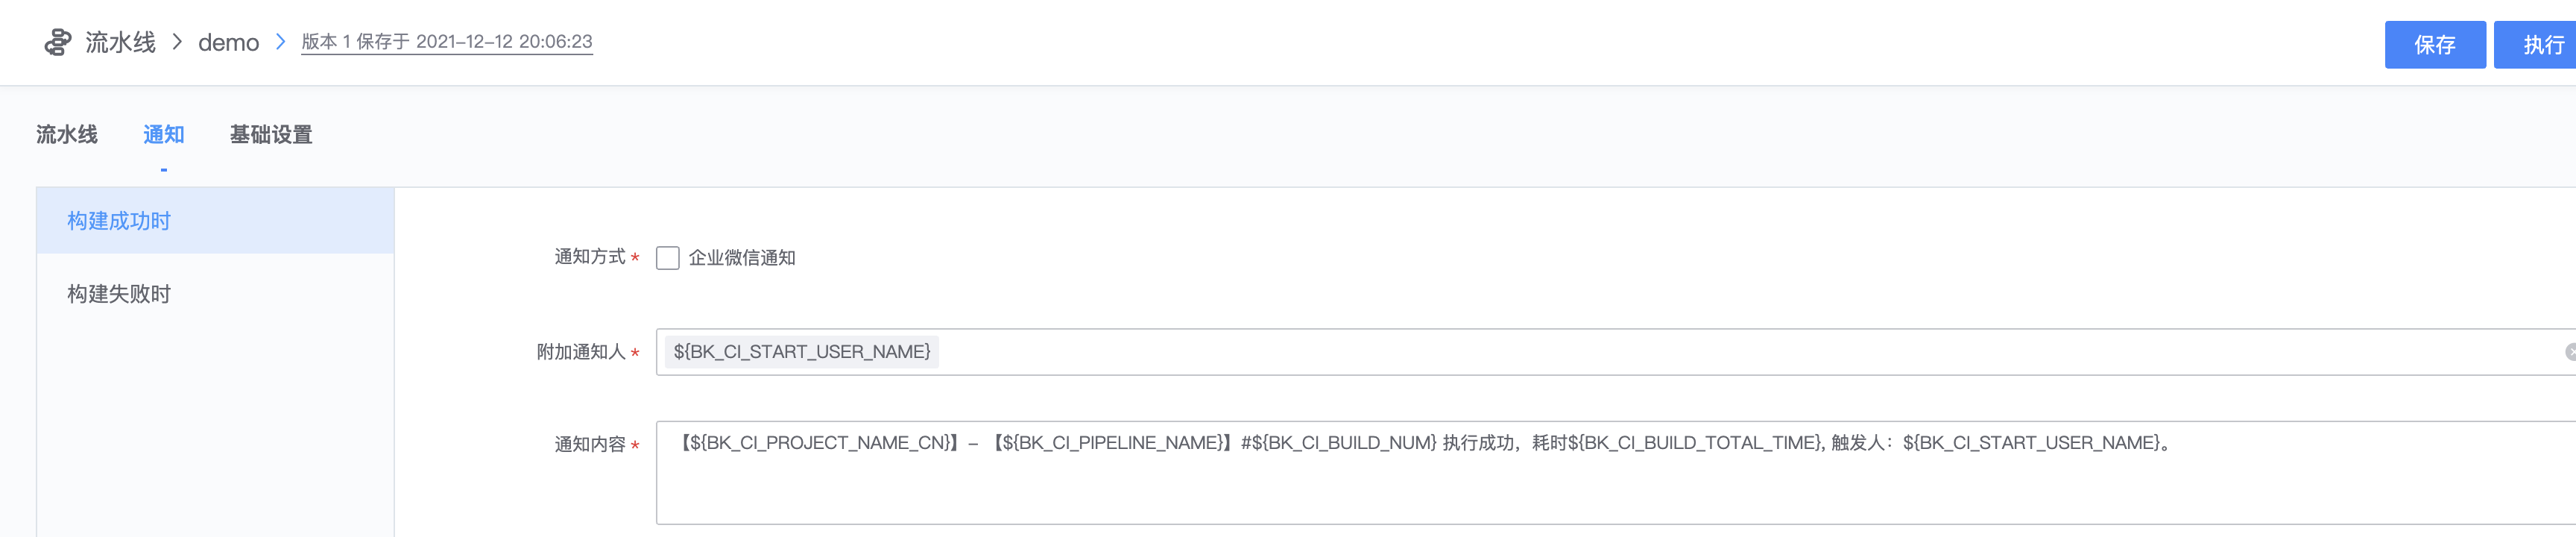 流水线 > demo > 版本 1 保存于 2021-12-12 20:06:23
保存
执行
流水线
通知
基础设置
构建成功时
构建失败时
通知方式 * 企业微信通知
附加通知人 * ${BK_CI_START_USER_NAME}
通知内容 * 【${BK_CI_PROJECT_NAME_CN}】- 【${BK_CI_PIPELINE_NAME}】#${BK_CI_BUILD_NUM} 执行成功，耗时${BK_CI_BUILD_TOTAL_TIME}, 触发人：${BK_CI_START_USER_NAME}。